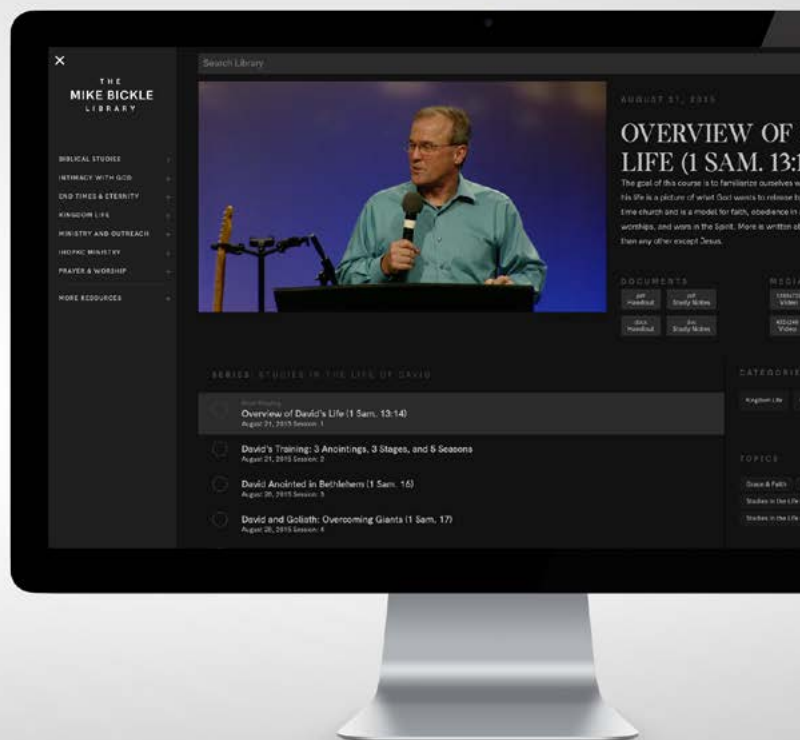 THE
MIKE BICKLE
LIBRARY
BIBLICAL STUDIES
INTIMACY WITH GOD
END TIMES & ETERNITY
KINGDOM LIFE
MINISTRY AND OUTREACH
IHOPKC MINISTRY
PRAYER & WORSHIP
MORE RESOURCES
Search Library
AUGUST 21, 2015
OVERVIEW OF
LIFE (1 SAM. 13:1
The goal of this course is to familiarize ourselves w
his life is a picture of what God wants to release
time church and is a model for faith, obedience in
worships, and wars in the Spirit. More is written
than any other except Jesus.
DOCUMENTS
MEDIA
pdf
Handout
pdf
Study Notes
Video
Handout
Study Notes
Video
SERIES: STUDIES IN THE LIFE OF DAVID
Now Playing
Overview of David's Life (1 Sam. 13:14)
August 21, 2015 Session: 1
David's Training: 3 Anointings, 3 Stages, and 5 Seasons
August 21, 2015 Session: 2
David Anointed in Bethlehem (1 Sam. 16)
August 28, 2015 Session: 3
David and Goliath: Overcoming Giants (1 Sam. 17)
August 28, 2015 Session: 4
CATEGORIE
Kingdom Life
TOPICS
Grace & Faith
Studies in the Life
Studies in the Life